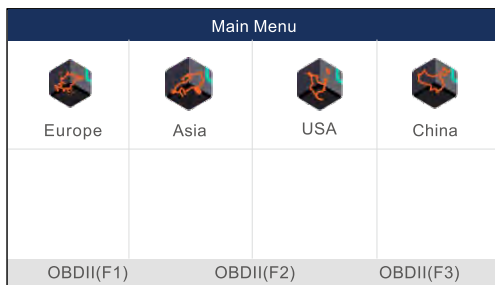 Main Menu
Europe Asia USA China
OBDII(F1) OBDII(F2) OBDII(F3)